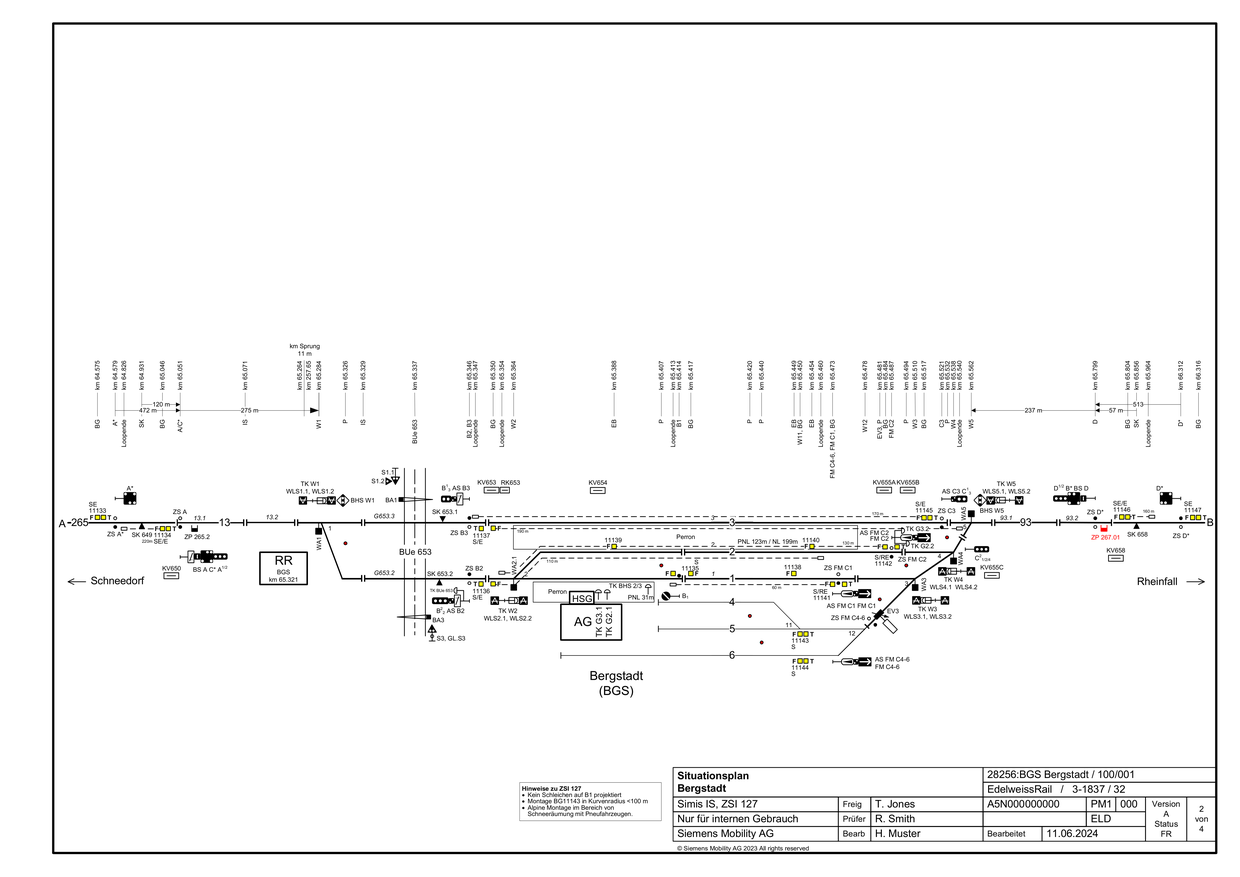 km Sprung
11 m
km 64.575
km 64.579
km 64.826
km 64.931
km 65.046
km 65.051
km 65.071
km 65.264
km 257.65
km 65.284
km 65.326
km 65.329
km 65.337
km 65.346
km 65.347
km 65.350
km 65.354
km 65.364
km 65.388
km 65.407
km 65.413
km 65.414
km 65.417
km 65.420
km 65.440
km 65.449
km 65.450
km 65.454
km 65.460
km 65.473
km 65.478
km 65.481
km 65.484
km 65.487
km 65.494
km 65.510
km 65.517
km 65.521
km 65.532
km 65.538
km 65.540
km 65.562
km 65.799
km 65.804
km 65.856
km 65.964
km 66.312
km 66.316
120 m
472 m
275 m
237 m
57 m
513
BG
A*
Loopende
SK
BG
A/C*
IS
W1
P
IS
BUe 653
B2, B3
Loopende
BG
Loopende
W2
EB
P
Loopende
B1
BG
P
P
EB
W11, BG
EB
Loopende
FM C4-6, FM C1, BG
W12
EV3, P
BG
FM C2
P
W3
BG
C3
P
W4
Loopende
W5
D
BG
SK
Loopende
D*
BG
A*
SE
11133
F T
ZS A
ZS A*
SK 649
220m
11134
SE/E
F T
13.1
ZP 265.2
KV650
BS A C* A1/2
A
265
13
13.2
TK W1
WLS1.1, WLS1.2
BHS W1
WA1
1
RR
BGS
km 65.321
G653.3
G653.2
S1.1
S1.2
BA1
BUe 653
SK 653.1
SK 653.2
TK BUe 653
B2, AS B2
BA3
S3, GL.S3
B3, AS B3
KV653
RK653
KV654
ZS B3
F T
11137
S/E
190 m
ZS B2
F T
11136
S/E
WA2.1
2
110 m
TK W2
WLS2.1, WLS2.2
11139
F
Perron
3
3
2
2
1
1
PNL 123m / NL 199m
11140
F
130 m
170 m
S
11135
F F
11138
60 m
Perron
TK BHS 2/3
PNL 31m
HSG
AG
TK G3.1
TK G2.1
B1
4
5
6
11
12
F T
11143
S
F T
11144
S
AS FM C4-6
FM C4-6
AS FM C1 FM C1
ZS FM C4-6
EV3
S/RE
11141
F T
ZS FM C1
KV655A
KV655B
S/E
11145
F T
ZS C3
AS FM C2
FM C2
TK G3.2
TK G2.2
F
S/RE
11142
ZS FM C2
AS C3 C3
WA5
TK W5
WLS5.1, WLS5.2
BHS W5
WA4
4
C2 1/2/4
TK W4
WLS4.1, WLS4.2
KV655C
3
WA3
TK W3
WLS3.1, WLS3.2
93.1
93
93.2
D1/2 B* BS D
ZS D*
ZP 267.01
SE/E
11146
F T
160 m
SK 658
KV658
D*
SE
11147
F T
ZS D*
B
Schneedorf
Rheinfall
Bergstadt
(BGS)
Hinweise zu ZSI 127
• Kein Schleichen auf B1 projektiert
• Montage BG11143 in Kurvenradius <100 m
• Alpine Montage im Bereich von
Schneeräumung mit Pneufahrzeugen.
Situationsplan
Bergstadt
28256:BGS Bergstadt / 100/001
EdelweissRail / 3-1837 / 32
Simis IS, ZSI 127
Freig
T. Jones
A5N000000000
PM1
000
Nur für internen Gebrauch
Prüfer
R. Smith
ELD
Siemens Mobility AG
Bearb
H. Muster
Bearbeitet
11.06.2024
Version
A
Status
FR
2
von
4
© Siemens Mobility AG 2023 All rights reserved